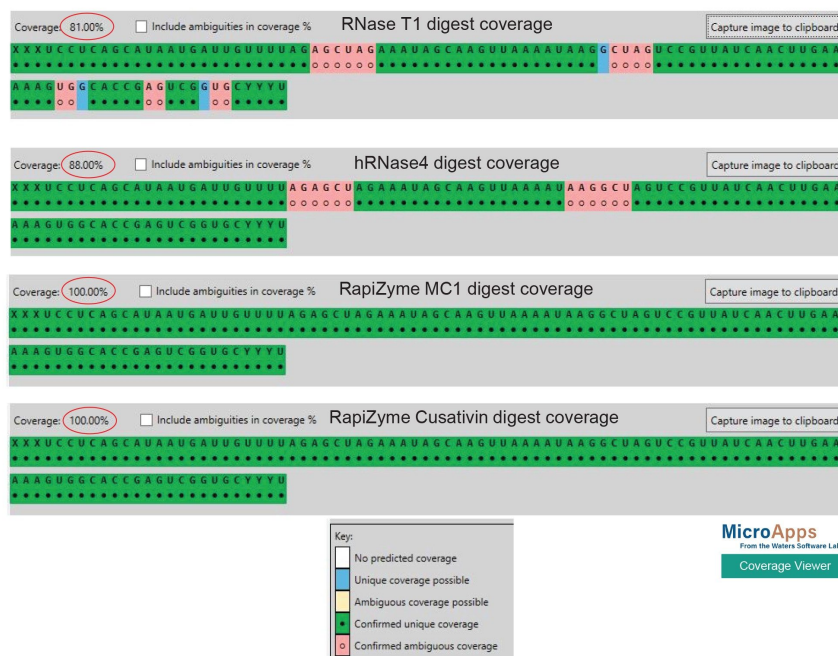 Coverage: 81.00% Include ambiguities in coverage % RNase T1 digest coverage Capture image to clipboard
XXXUCCUCAGCAUAAUGAUUGUUUUAGAGCUAGAAAUAGCAAGUUAAAAUAAGGCUAGUCCGUUAUCAACUUGAA
AAAGUGGCACCGAGUCGGUGCYYYU
Coverage: 88.00% Include ambiguities in coverage % hRNase4 digest coverage Capture image to clipboard
XXXUCCUCAGCAUAAUGAUUGUUUUAGAGCUAGAAAUAGCAAGUUAAAAUAAGGCUAGUCCGUUAUCAACUUGAA
AAAGUGGCACCGAGUCGGUGCYYYU
Coverage: 100.00% Include ambiguities in coverage % RapiZyme MC1 digest coverage Capture image to clipboard
XXXUCCUCAGCAUAAUGAUUGUUUUAGAGCUAGAAAUAGCAAGUUAAAAUAAGGCUAGUCCGUUAUCAACUUGAA
AAAGUGGCACCGAGUCGGUGCYYYU
Coverage: 100.00% Include ambiguities in coverage % RapiZyme Cusativin digest coverage Capture image to clipboard
XXXUCCUCAGCAUAAUGAUUGUUUUAGAGCUAGAAAUAGCAAGUUAAAAUAAGGCUAGUCCGUUAUCAACUUGAA
AAAGUGGCACCGAGUCGGUGCYYYU
Key:
No predicted coverage
Unique coverage possible
Ambiguous coverage possible
Confirmed unique coverage
Confirmed ambiguous coverage
MicroApps
From the Waters Software Lab
Coverage Viewer